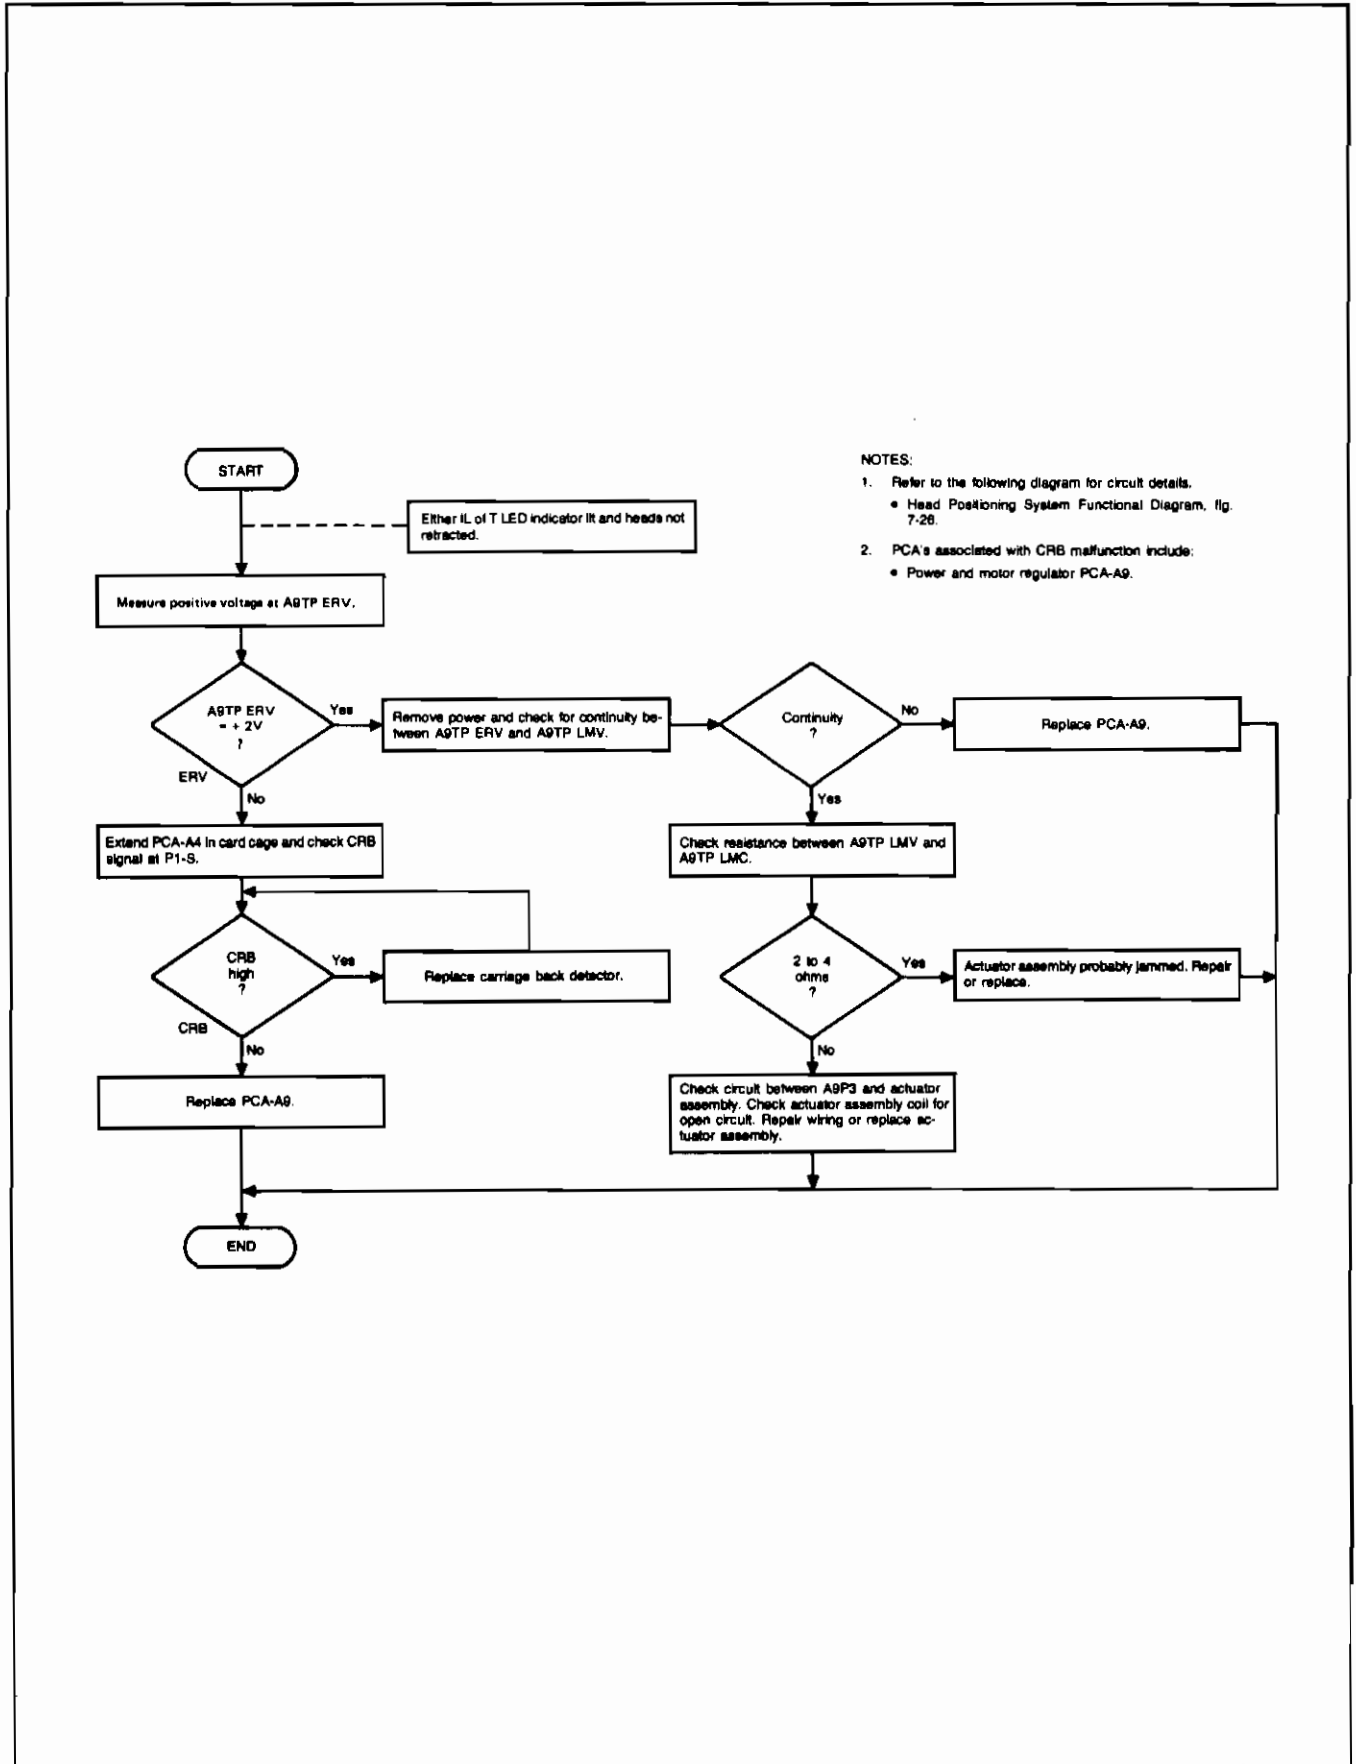 START
Either IL of T LED indicator lit and heads not
retracted.
NOTES:
1. Refer to the following diagram for circuit details.
• Head Positioning System Functional Diagram, fig.
7-26.
2. PCA's associated with CRB malfunction include:
• Power and motor regulator PCA-A9.
Measure positive voltage at A9TP ERV.
A9TP ERV
= + 2V
?
ERV
Yes
No
Remove power and check for continuity be-
tween A9TP ERV and A9TP LMV.
Continuity
?
No
Yes
Replace PCA-A9.
Extend PCA-A4 in card cage and check CRB
signal at P1-S.
Check resistance between A9TP LMV and
A9TP LMC.
CRB
high
?
CRB
Yes
No
Replace carriage back detector.
2 to 4
ohms
?
Yes
No
Actuator assembly probably jammed. Repair
or replace.
Replace PCA-A9.
Check circuit between A9P3 and actuator
assembly. Check actuator assembly coil for
open circuit. Repair wiring or replace ac-
tuator assembly.
END